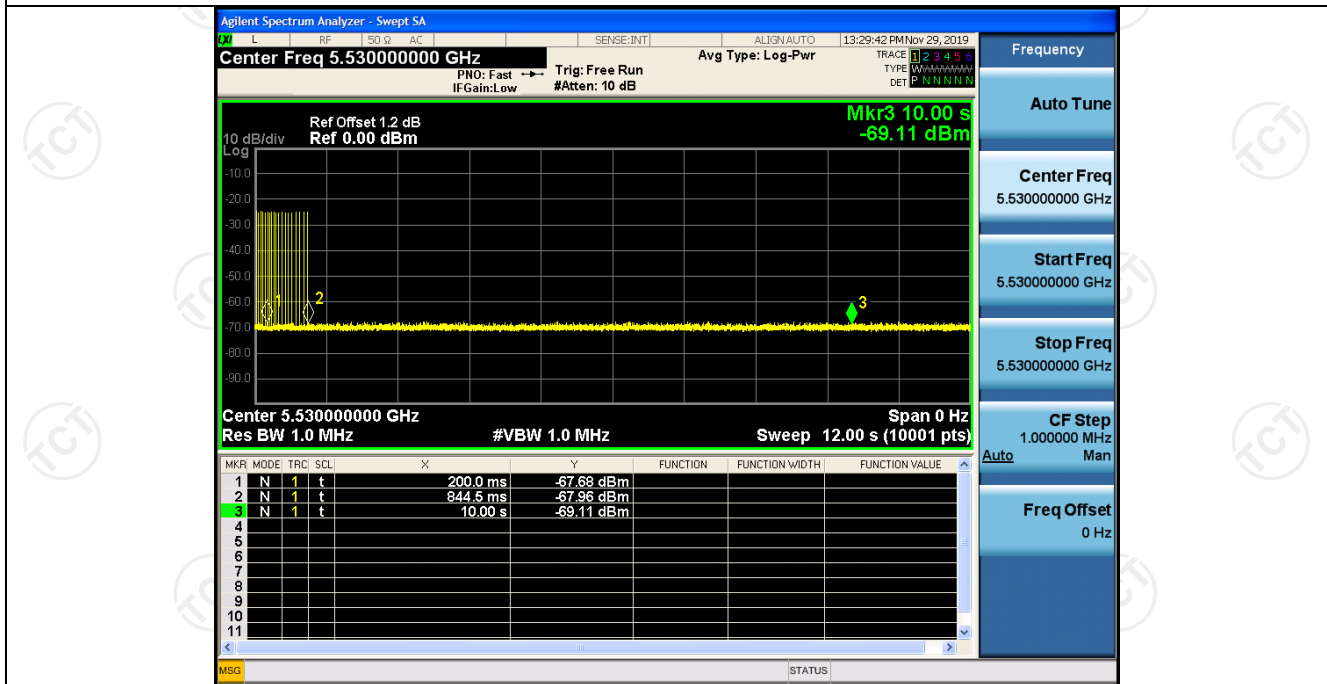 Agilent Spectrum Analyzer - Swept SA
LXI L RF 50 Ω AC SENSE:INT ALIGN AUTO 13:29:42 PM Nov 29, 2019
Center Freq 5.530000000 GHz
PNO: Fast
IFGain:Low
Trig: Free Run
#Atten: 10 dB
Avg Type: Log-Pwr
TRACE 1 2 3 4 5 6
TYPE WWWWWW
DET P N N N N N
Ref Offset 1.2 dB
10 dB/div Ref 0.00 dBm
Log
Mkr3 10.00 s
-69.11 dBm
-10.0
-20.0
-30.0
-40.0
-50.0
-60.0
-70.0
-80.0
-90.0
1
2
3
Center 5.530000000 GHz Span 0 Hz
Res BW 1.0 MHz #VBW 1.0 MHz Sweep 12.00 s (10001 pts)
MKR MODE TRC SCL X Y FUNCTION FUNCTION WIDTH FUNCTION VALUE
1 N 1 t 200.0 ms -67.68 dBm
2 N 1 t 844.5 ms -67.96 dBm
3 N 1 t 10.00 s -69.11 dBm
4
5
6
7
8
9
10
11
MSG STATUS
Frequency
Auto Tune
Center Freq
5.530000000 GHz
Start Freq
5.530000000 GHz
Stop Freq
5.530000000 GHz
CF Step
1.000000 MHz
Auto Man
Freq Offset
0 Hz
TCT
TCT
TCT
TCT
TCT
TCT